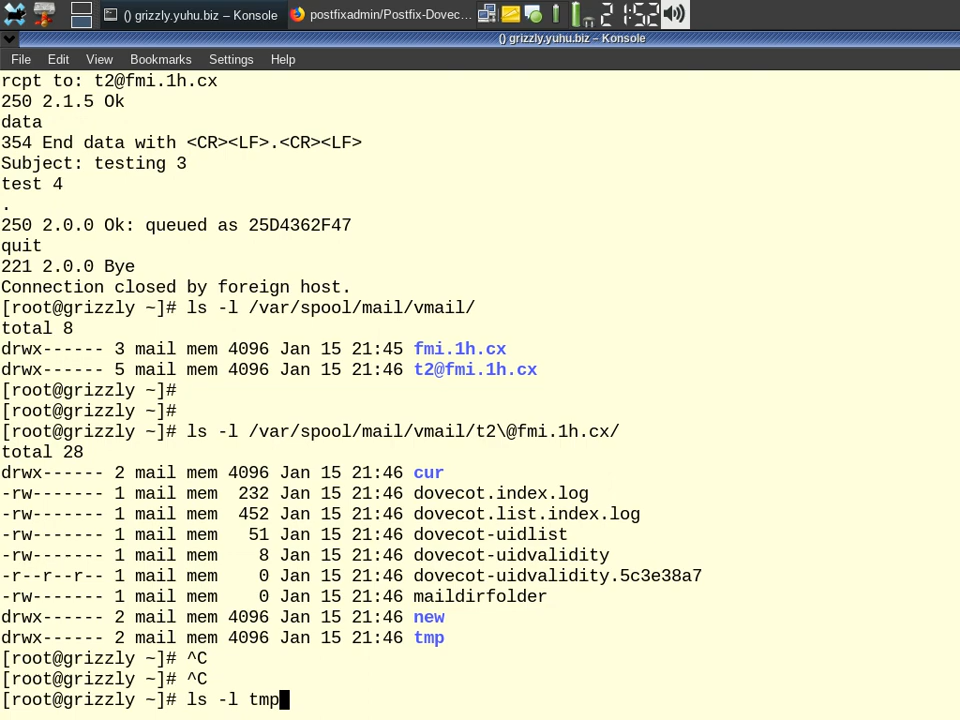 () grizzly.yuhu.biz – Konsole
postfixadmin/Postfix-Dovec...
21:52
() grizzly.yuhu.biz – Konsole
File Edit View Bookmarks Settings Help
rcpt to: t2@fmi.1h.cx
250 2.1.5 Ok
data
354 End data with <CR><LF>.<CR><LF>
Subject: testing 3
test 4
.
250 2.0.0 Ok: queued as 25D4362F47
quit
221 2.0.0 Bye
Connection closed by foreign host.
[root@grizzly ~]# ls -l /var/spool/mail/vmail/
total 8
drwx------ 3 mail mem 4096 Jan 15 21:45 fmi.1h.cx
drwx------ 5 mail mem 4096 Jan 15 21:46 t2@fmi.1h.cx
[root@grizzly ~]#
[root@grizzly ~]#
[root@grizzly ~]# ls -l /var/spool/mail/vmail/t2\@fmi.1h.cx/
total 28
drwx------ 2 mail mem 4096 Jan 15 21:46 cur
-rw------- 1 mail mem  232 Jan 15 21:46 dovecot.index.log
-rw------- 1 mail mem  452 Jan 15 21:46 dovecot.list.index.log
-rw------- 1 mail mem   51 Jan 15 21:46 dovecot-uidlist
-rw------- 1 mail mem    8 Jan 15 21:46 dovecot-uidvalidity
-r--r--r-- 1 mail mem    0 Jan 15 21:46 dovecot-uidvalidity.5c3e38a7
-rw------- 1 mail mem    0 Jan 15 21:46 maildirfolder
drwx------ 2 mail mem 4096 Jan 15 21:46 new
drwx------ 2 mail mem 4096 Jan 15 21:46 tmp
[root@grizzly ~]# ^C
[root@grizzly ~]# ^C
[root@grizzly ~]# ls -l tmp